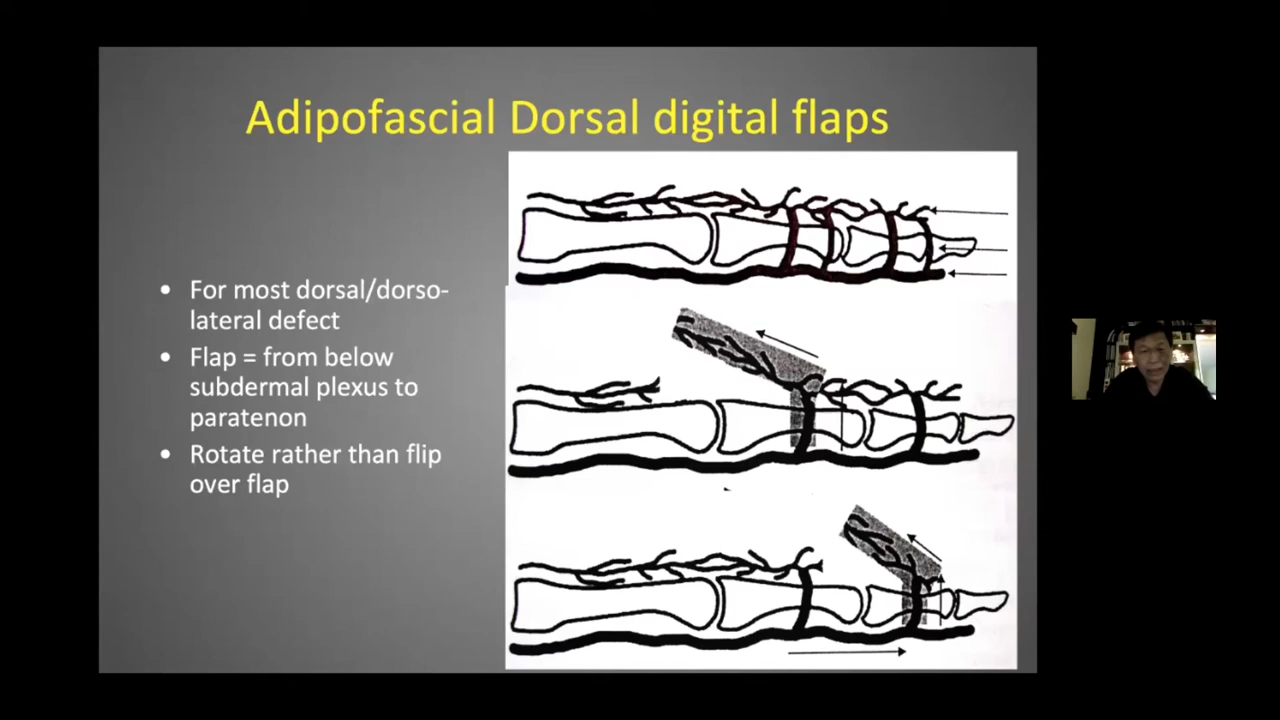 Adipofascial Dorsal digital flaps
• For most dorsal/dorso-
lateral defect
• Flap = from below
subdermal plexus to
paratenon
• Rotate rather than flip
over flap